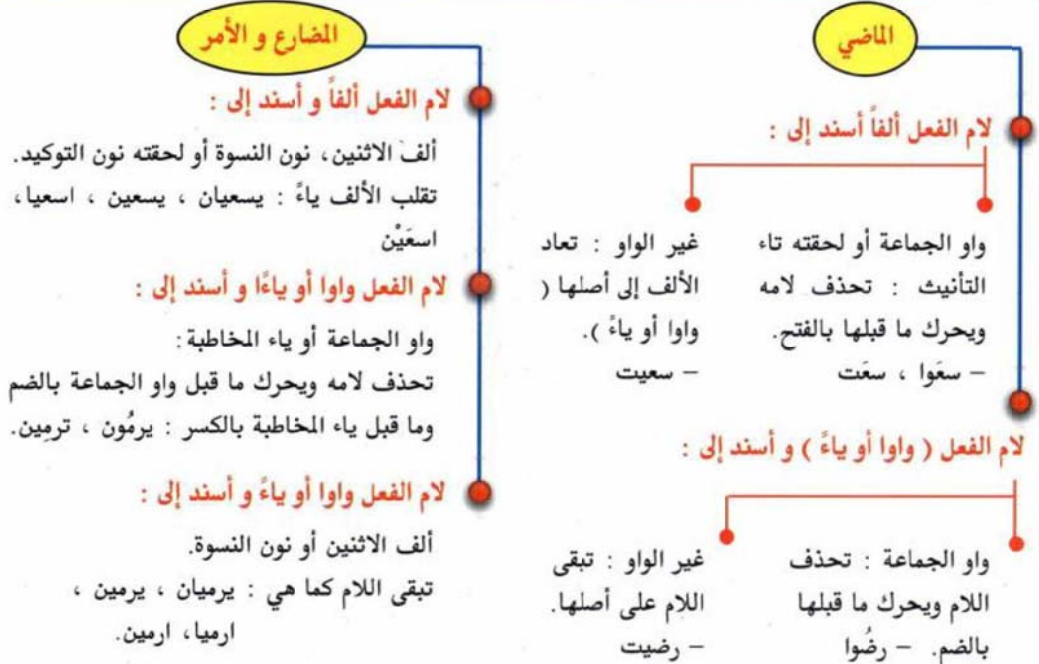 الماضي
لام الفعل ألفاً أسند إلى :
واو الجماعة أو لحقته تاء
التأنيث : تحذف لامه
ويحرك ما قبلها بالفتح.
– سعَوا ، سعَت
غير الواو : تعاد
الألف إلى أصلها (
واوا أو ياءً ).
– سعيت
لام الفعل ( واوا أو ياءً ) و أسند إلى :
واو الجماعة : تحذف
اللام ويحرك ما قبلها
بالضم. – رضُوا
غير الواو : تبقى
اللام على أصلها.
– رضيت
المضارع و الأمر
لام الفعل ألفاً و أسند إلى :
ألف الاثنين، نون النسوة أو لحقته نون التوكيد.
تقلب الألف ياءً : يسعيان ، يسعين ، اسعيا،
اسعَيْن
لام الفعل واوا أو ياءًا و أسند إلى :
واو الجماعة أو ياء المخاطبة:
تحذف لامه ويحرك ما قبل واو الجماعة بالضم
وما قبل ياء المخاطبة بالكسر : يرمُون ، ترمِين.
لام الفعل واوا أو ياءً و أسند إلى :
ألف الاثنين أو نون النسوة.
تبقى اللام كما هي : يرميان ، يرمين ،
ارميا، ارمين.